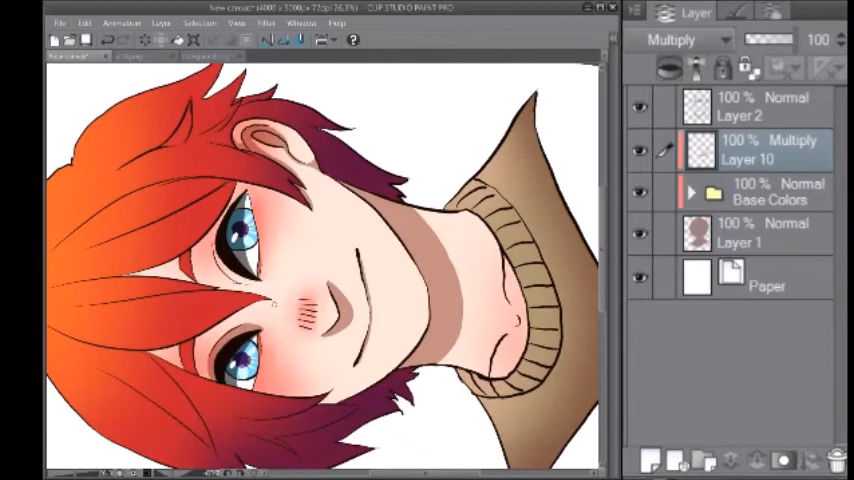 New canvas* (4000 x 5000px 72dpi 26.3%) - CLIP STUDIO PAINT PRO
File Edit Animation Layer Selection View Filter Window Help
New canvas*
Layer
Multiply 100
100 % Normal
Layer 2
100 % Multiply
Layer 10
100 % Normal
Base Colors
100 % Normal
Layer 1
Paper